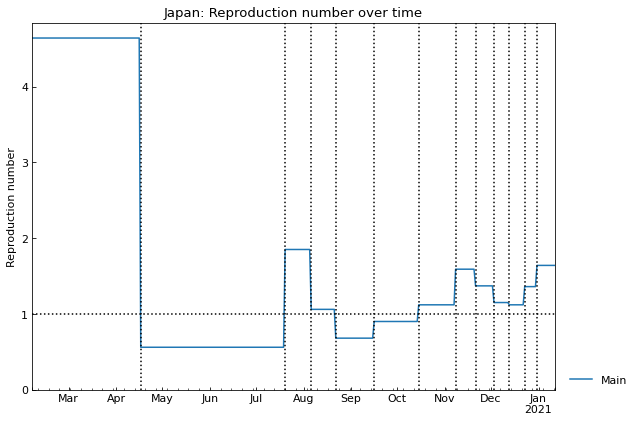 Japan: Reproduction number over time
Reproduction number
4
3
2
1
0
Mar Apr May Jun Jul Aug Sep Oct Nov Dec Jan
2021
Main